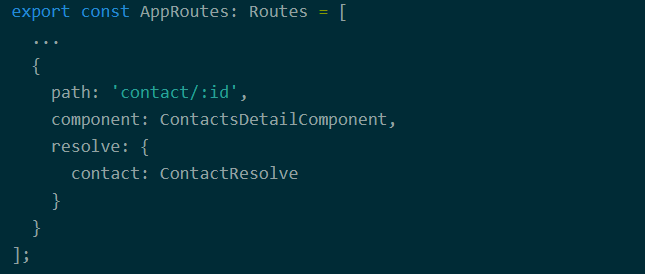 export const AppRoutes: Routes = [
  ...
  {
    path: 'contact/:id',
    component: ContactsDetailComponent,
    resolve: {
      contact: ContactResolve
    }
  }
];